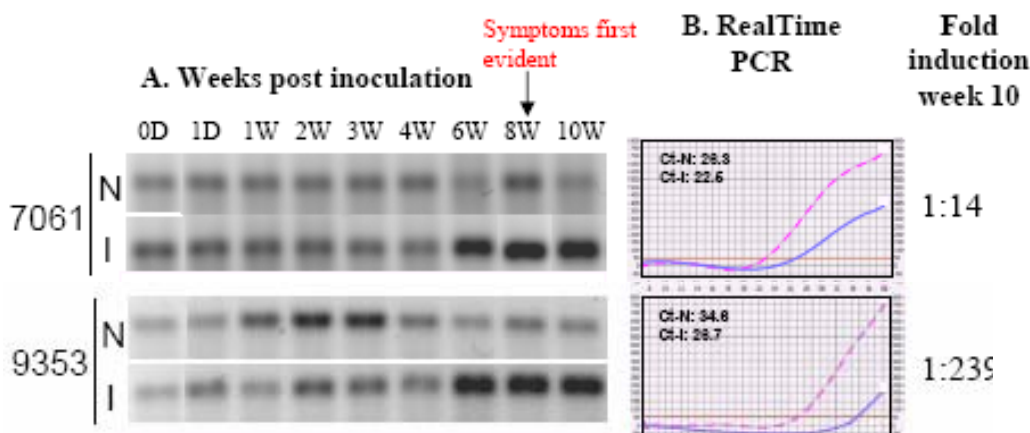 Symptoms first
evident
A. Weeks post inoculation
0D 1D 1W 2W 3W 4W 6W 8W 10W
7061
N
I
9353
N
I
B. RealTime
PCR
Ct-N: 26.3
Ct-I: 22.5
Ct-N: 34.6
Ct-I: 26.7
Fold
induction
week 10
1:14
1:239